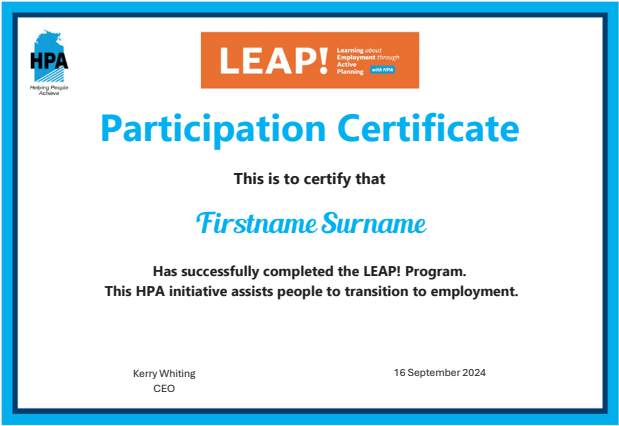 HPA
Helping People
Achieve
LEAP!
Learning about
Employment through
Active
Planning with HPA
Participation Certificate
This is to certify that
Firstname Surname
Has successfully completed the LEAP! Program.
This HPA initiative assists people to transition to employment.
Kerry Whiting
CEO
16 September 2024